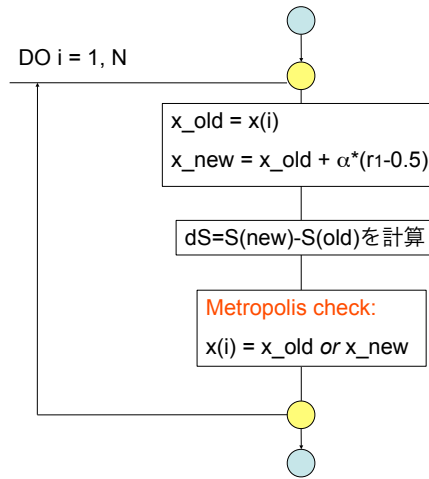 DO i = 1, N
x_old = x(i)
x_new = x_old + α*(r1-0.5)
dS=S(new)-S(old)を計算
Metropolis check:
x(i) = x_old or x_new